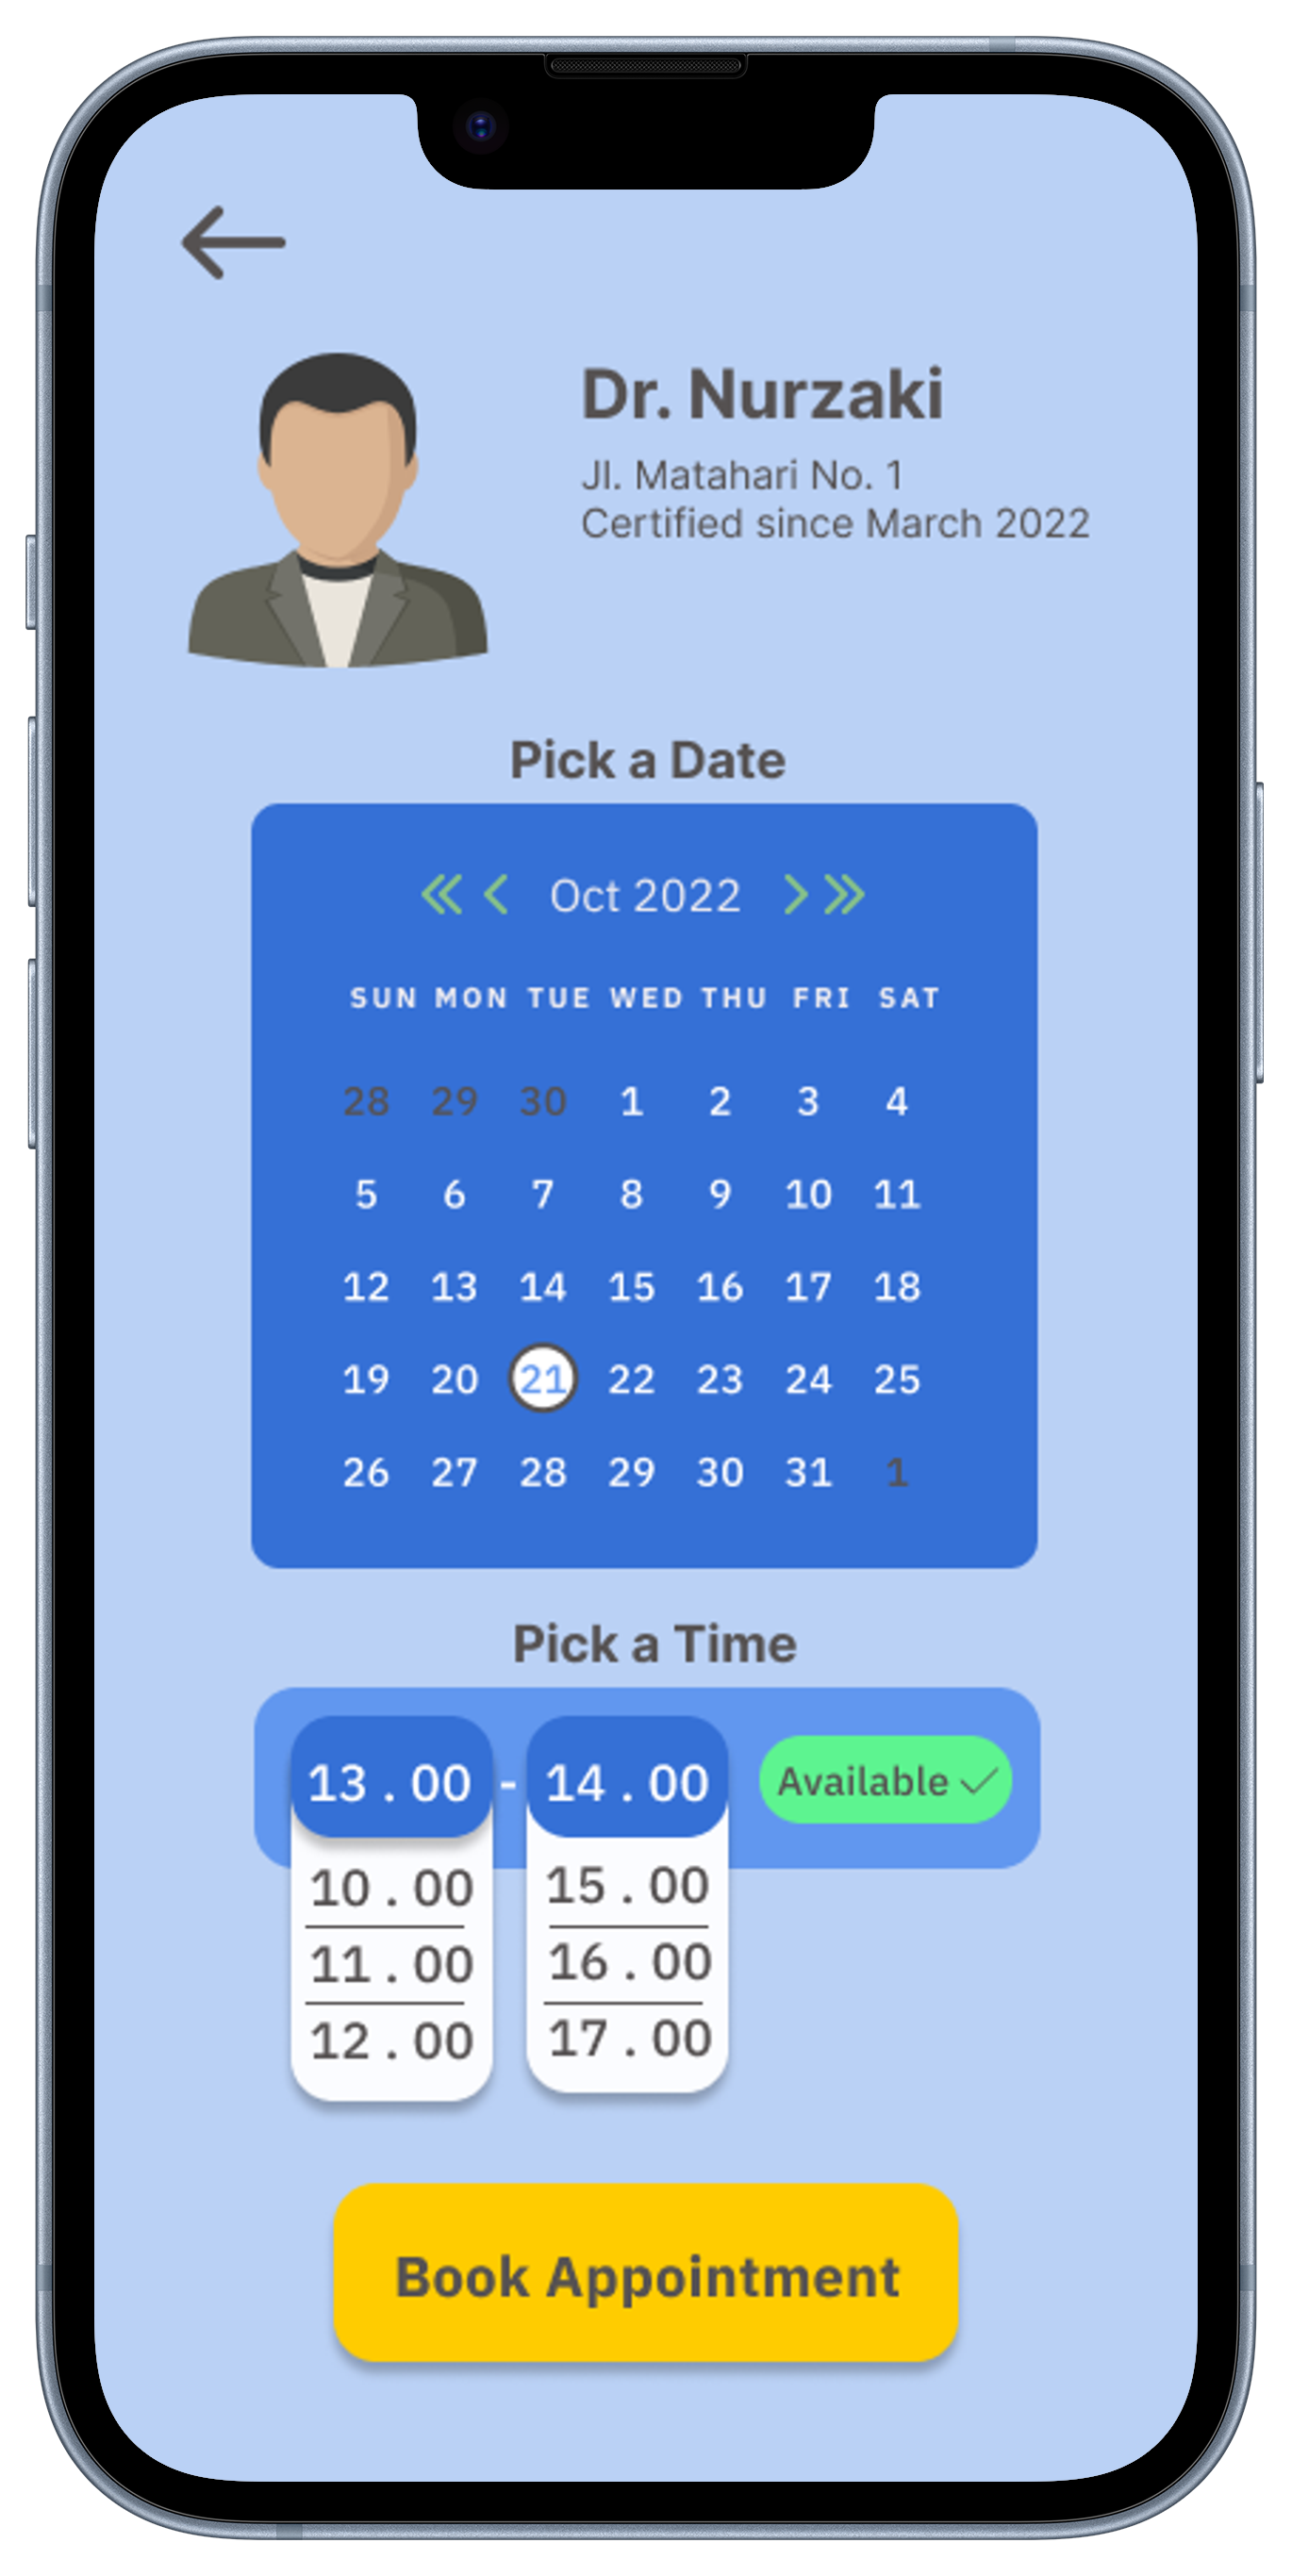 Dr. Nurzaki
Jl. Matahari No. 1
Certified since March 2022
Pick a Date
Oct 2022
SUN MON TUE WED THU FRI SAT
28 29 30 1 2 3 4
5 6 7 8 9 10 11
12 13 14 15 16 17 18
19 20 21 22 23 24 25
26 27 28 29 30 31 1
Pick a Time
13 . 00 - 14 . 00 Available
10 . 00 15 . 00
11 . 00 16 . 00
12 . 00 17 . 00
Book Appointment